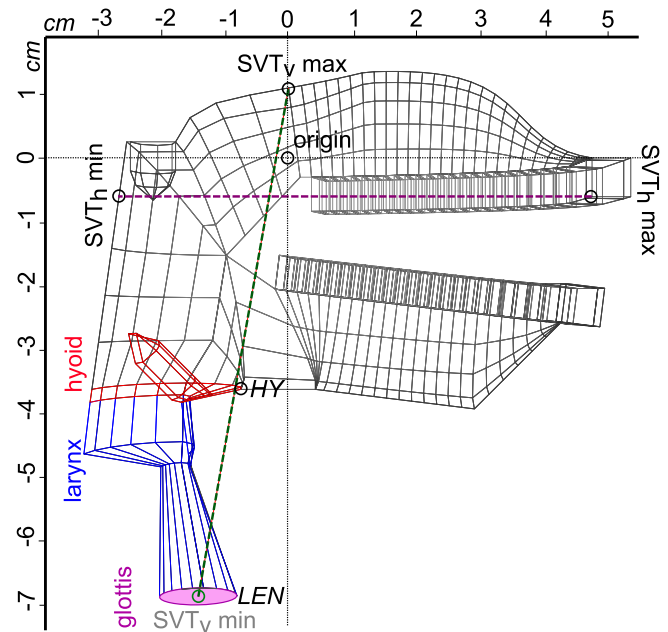 cm -3 -2 -1 0 1 2 3 4 5
cm
SVTv max
1
origin
0
SVTh min
SVTh max
-1
-2
-3
hyoid
HY
-4
larynx
-5
-6
glottis
LEN
-7
SVTv min